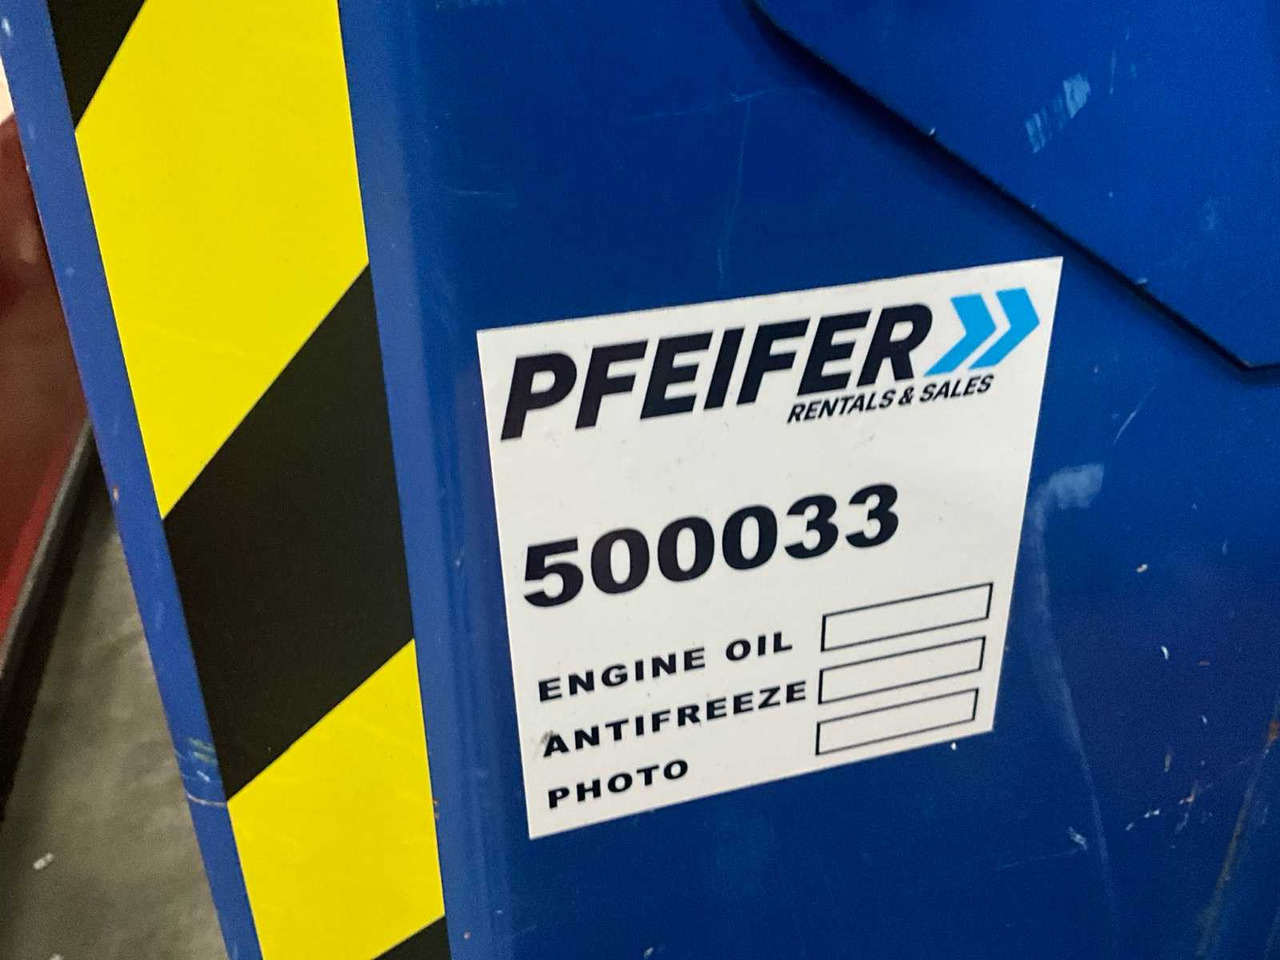 PFEIFER
RENTALS & SALES
500033
ENGINE OIL
ANTIFREEZE
PHOTO